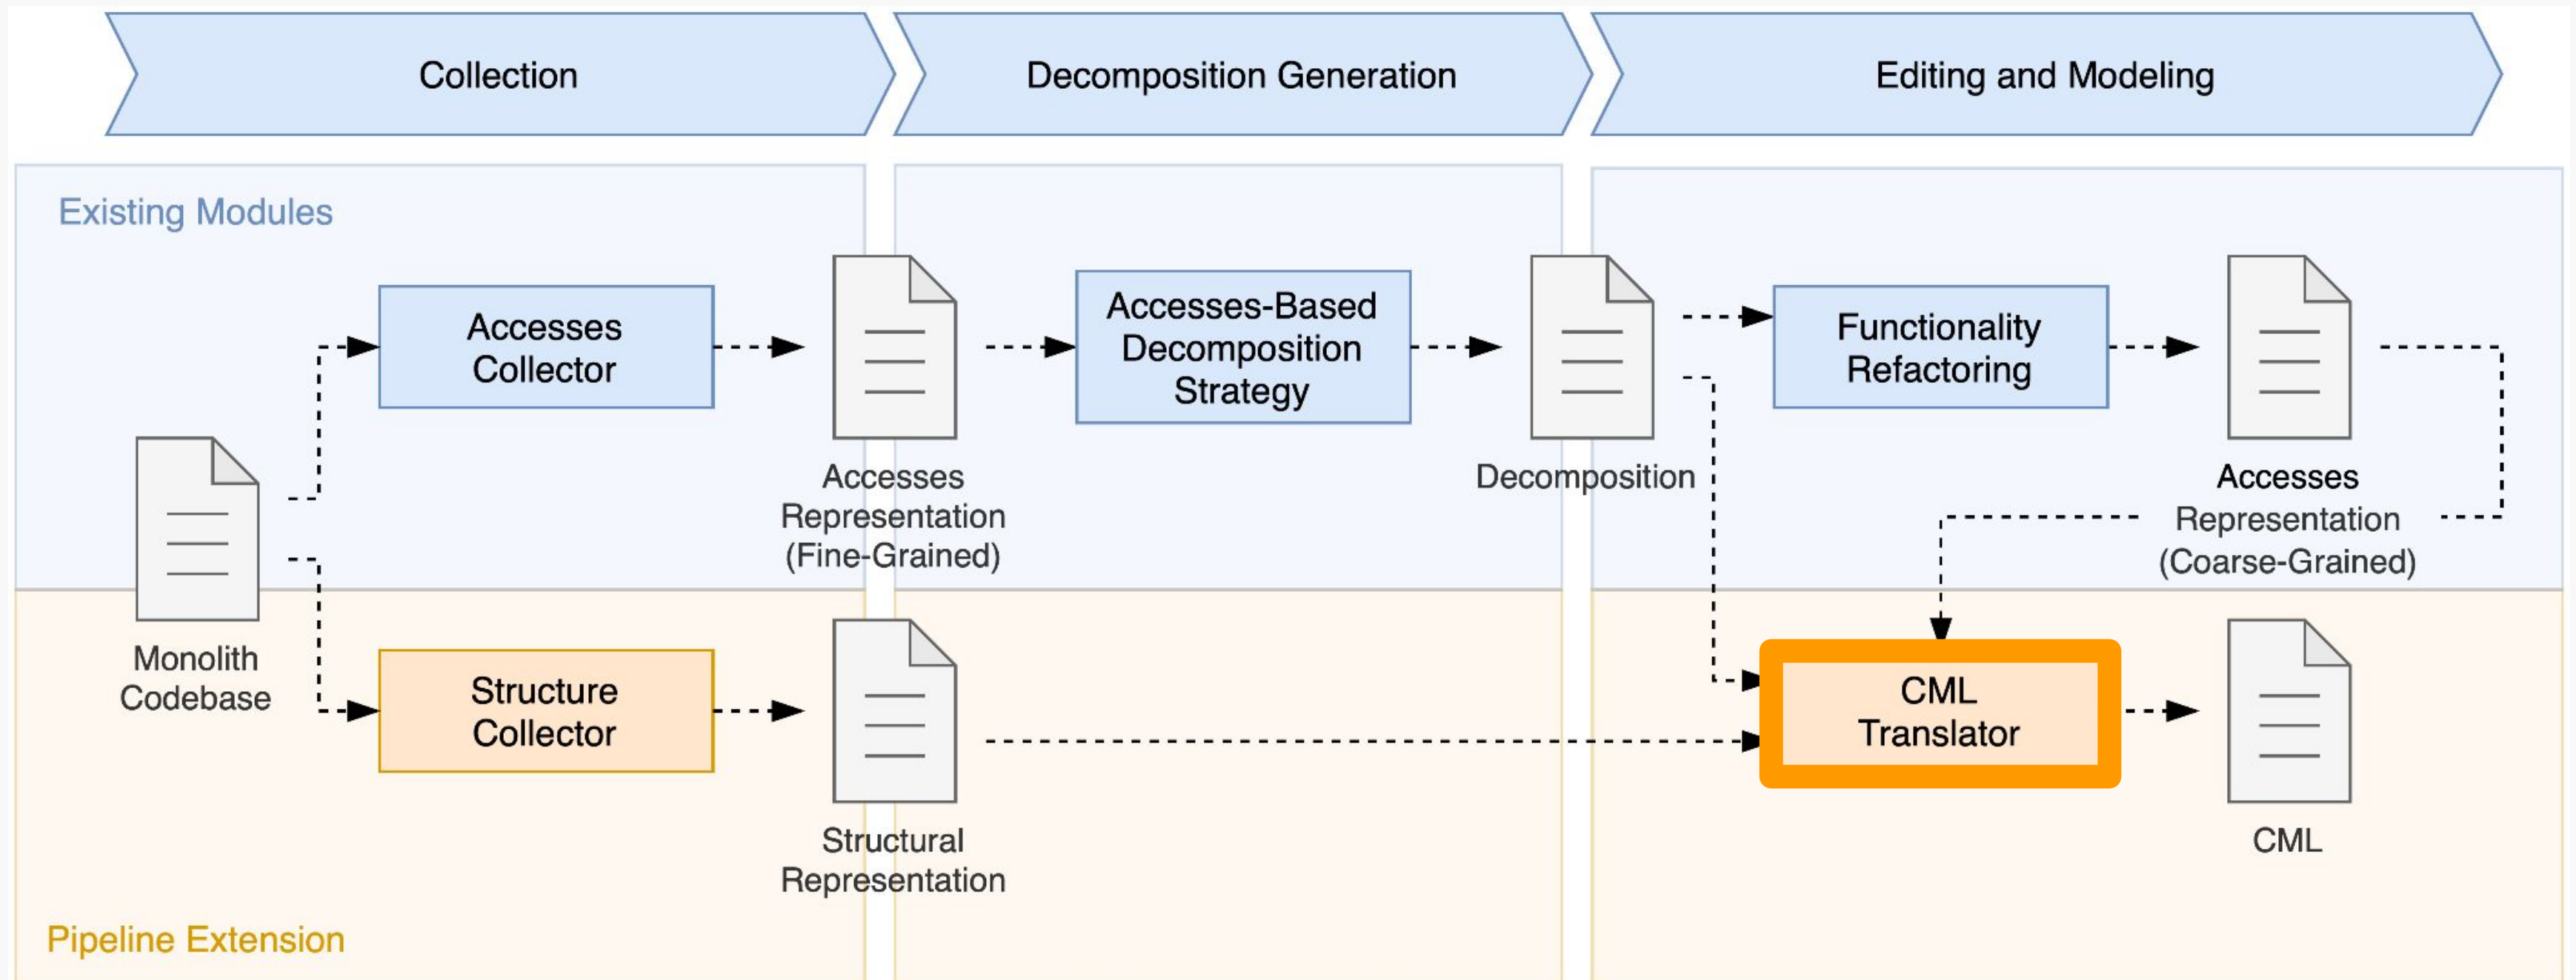 Collection
Decomposition Generation
Editing and Modeling
Existing Modules
Accesses
Collector
Accesses-Based
Decomposition
Strategy
Functionality
Refactoring
Accesses
Representation
(Fine-Grained)
Decomposition
Accesses
Representation
(Coarse-Grained)
Monolith
Codebase
Structure
Collector
CML
Translator
Structural
Representation
CML
Pipeline Extension